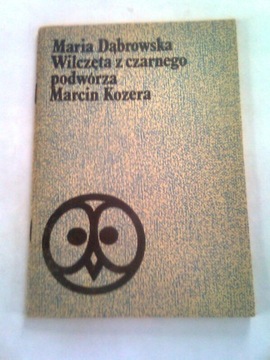 Maria Dąbrowska
Wilczęta z czarnego
podwórza
Marcin Kozera